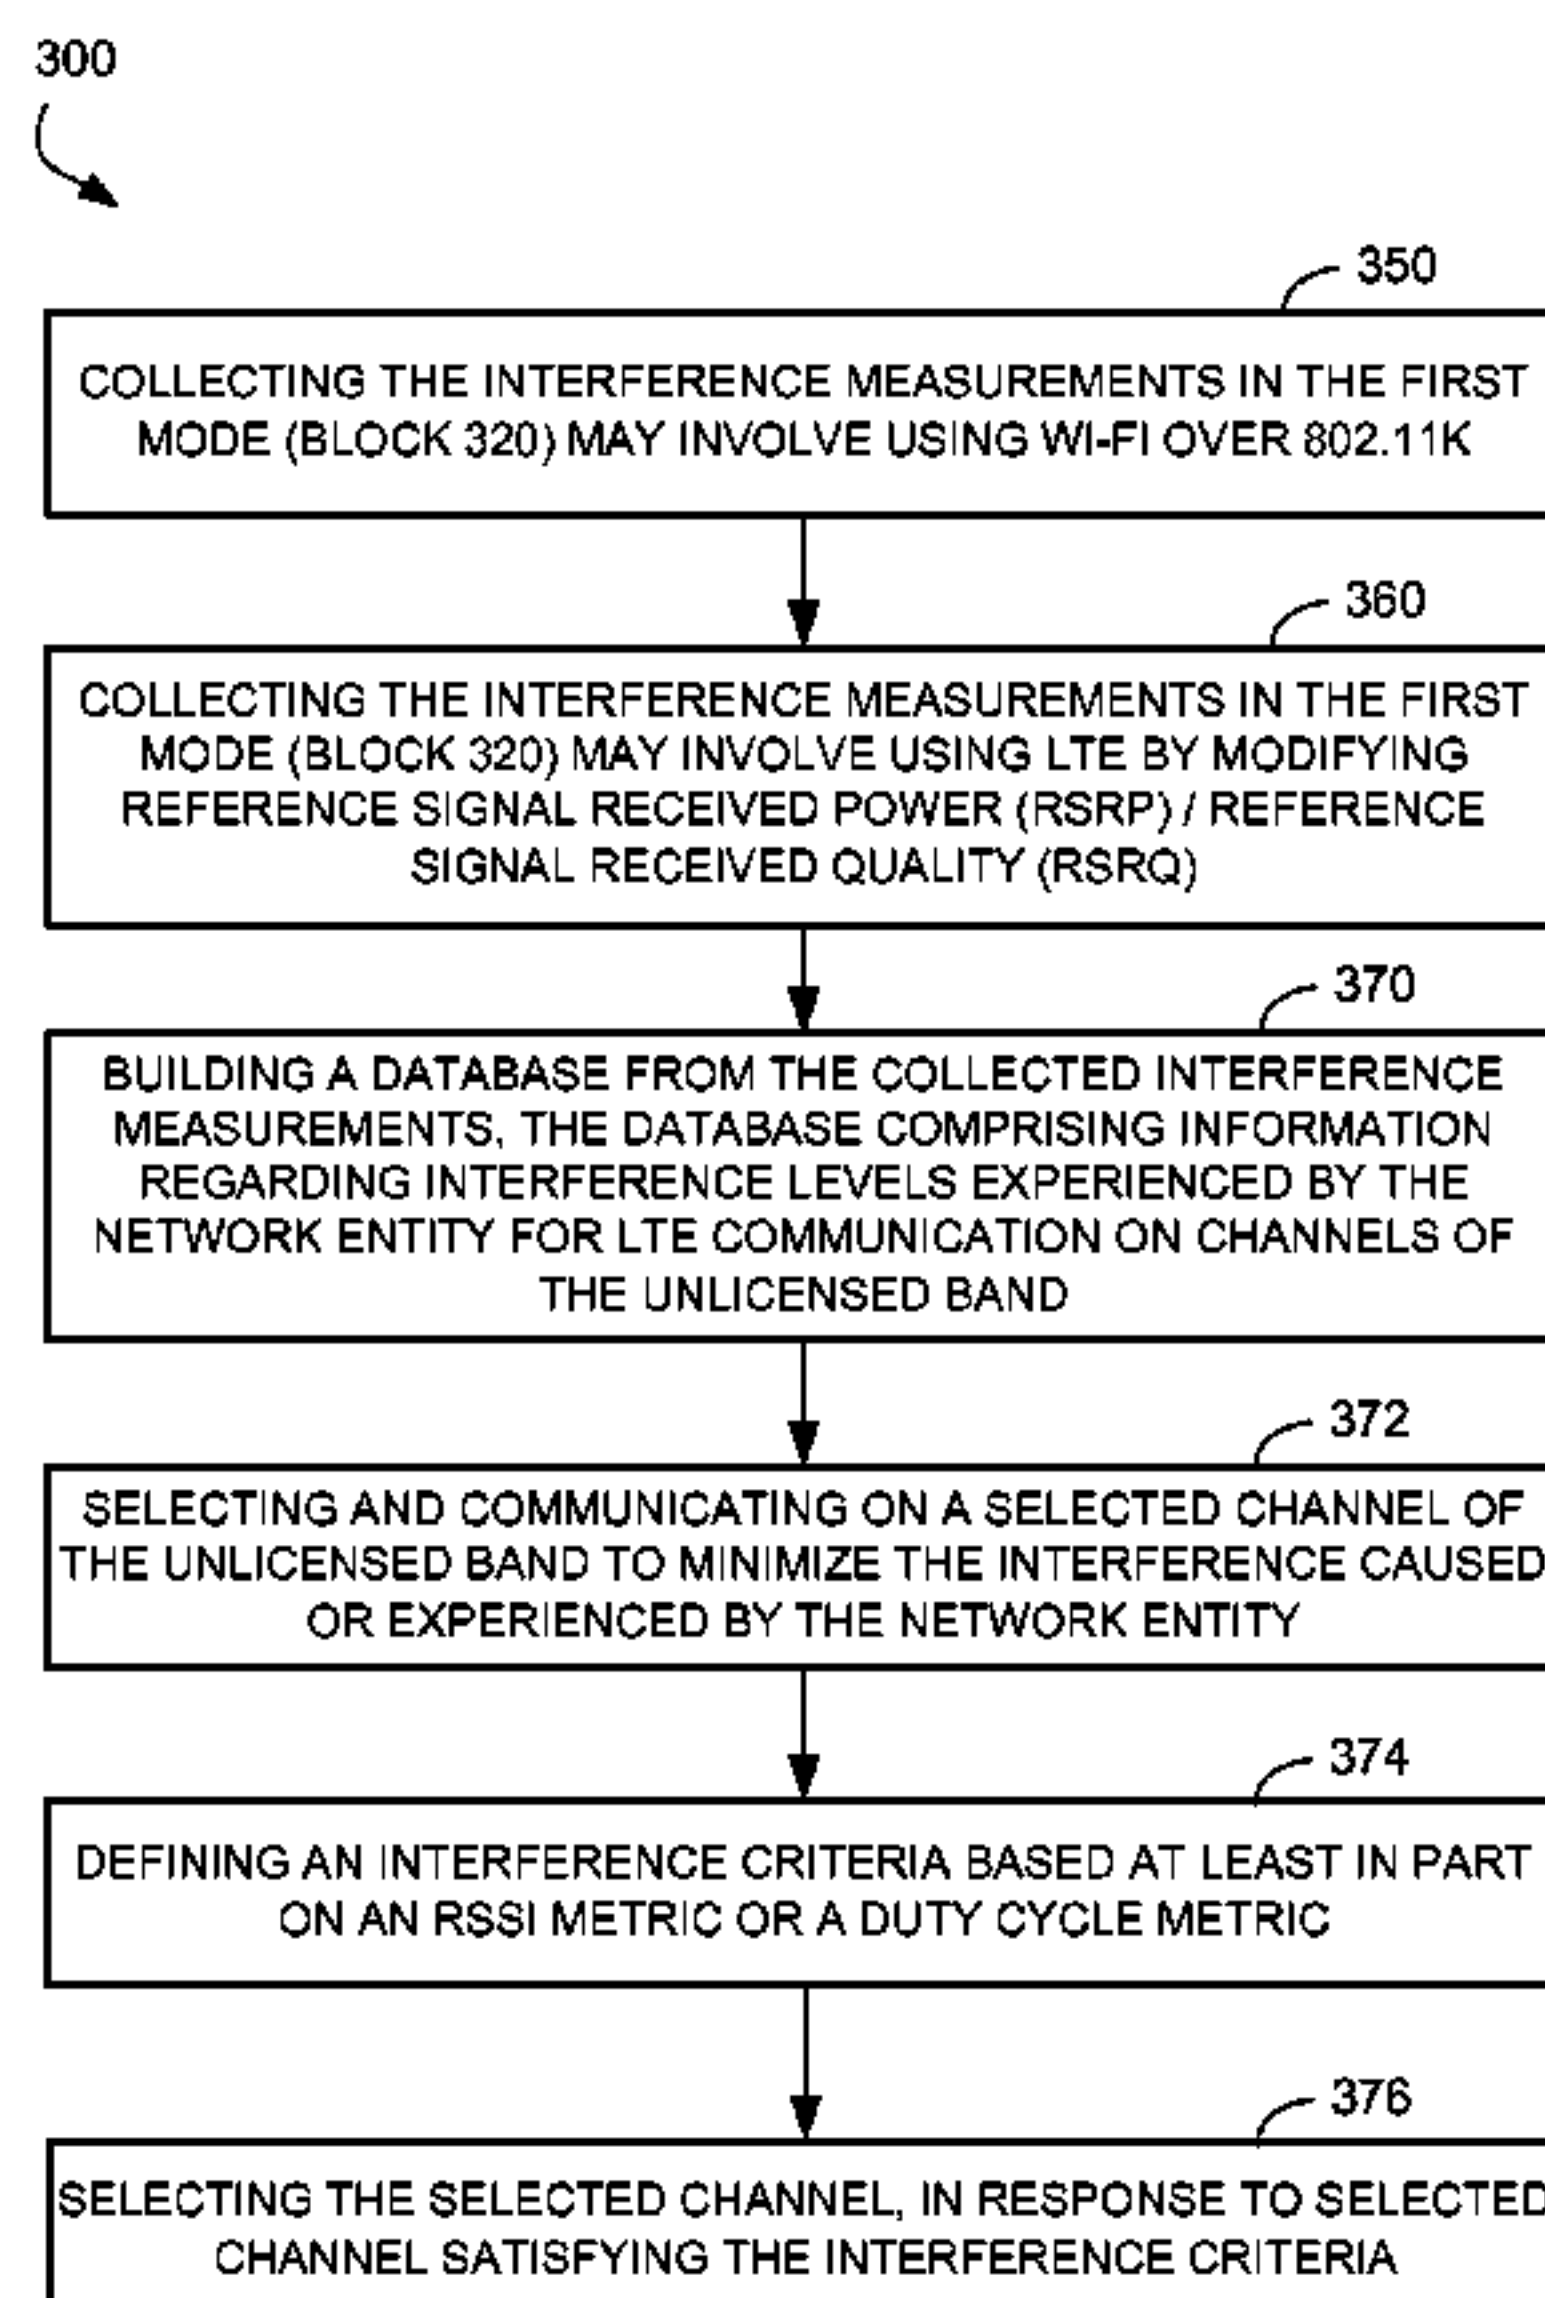 300
350
COLLECTING THE INTERFERENCE MEASUREMENTS IN THE FIRST
MODE (BLOCK 320) MAY INVOLVE USING WI-FI OVER 802.11K
360
COLLECTING THE INTERFERENCE MEASUREMENTS IN THE FIRST
MODE (BLOCK 320) MAY INVOLVE USING LTE BY MODIFYING
REFERENCE SIGNAL RECEIVED POWER (RSRP) / REFERENCE
SIGNAL RECEIVED QUALITY (RSRQ)
370
BUILDING A DATABASE FROM THE COLLECTED INTERFERENCE
MEASUREMENTS, THE DATABASE COMPRISING INFORMATION
REGARDING INTERFERENCE LEVELS EXPERIENCED BY THE
NETWORK ENTITY FOR LTE COMMUNICATION ON CHANNELS OF
THE UNLICENSED BAND
372
SELECTING AND COMMUNICATING ON A SELECTED CHANNEL OF
THE UNLICENSED BAND TO MINIMIZE THE INTERFERENCE CAUSED
OR EXPERIENCED BY THE NETWORK ENTITY
374
DEFINING AN INTERFERENCE CRITERIA BASED AT LEAST IN PART
ON AN RSSI METRIC OR A DUTY CYCLE METRIC
376
SELECTING THE SELECTED CHANNEL, IN RESPONSE TO SELECTED
CHANNEL SATISFYING THE INTERFERENCE CRITERIA